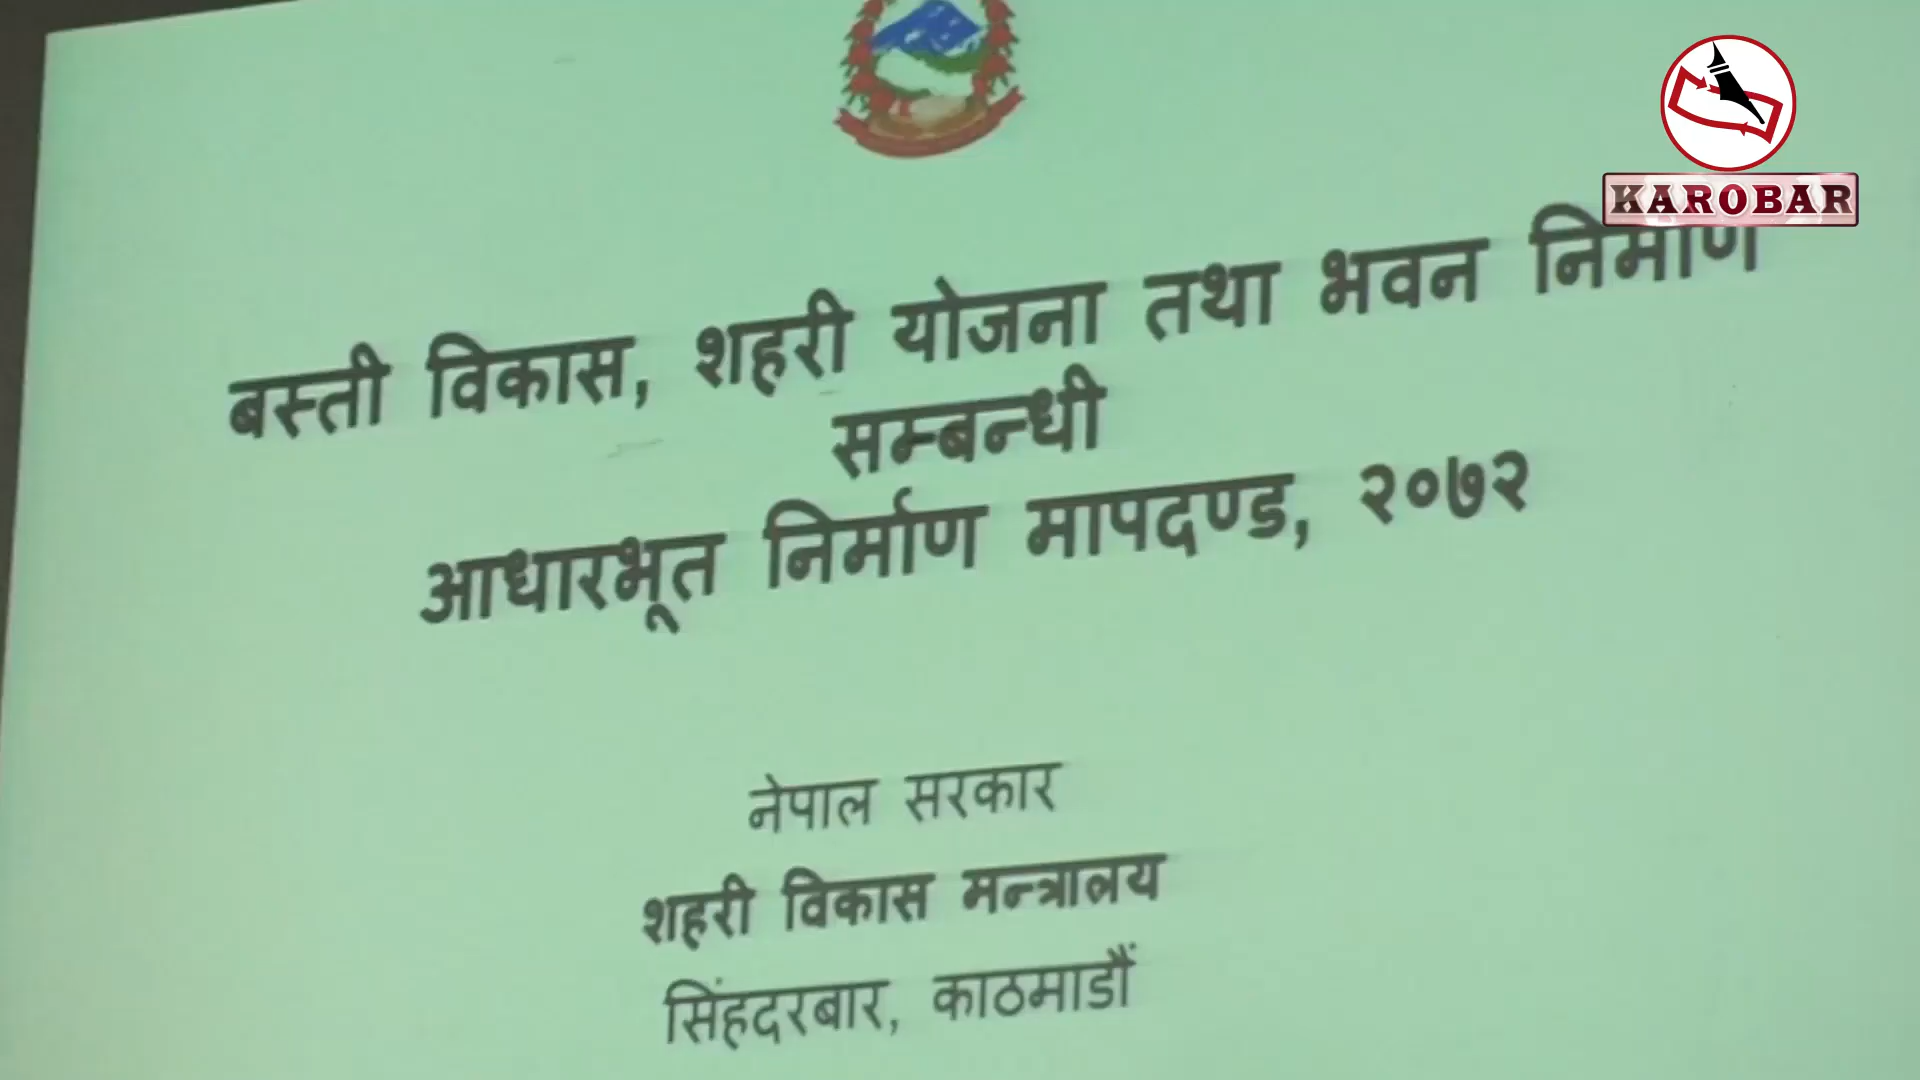 KAROBAR
बस्ती विकास, शहरी योजना तथा भवन निर्माण
सम्बन्धी
आधारभूत निर्माण मापदण्ड, २०७२
नेपाल सरकार
शहरी विकास मन्त्रालय
सिंहदरबार, काठमाडौं